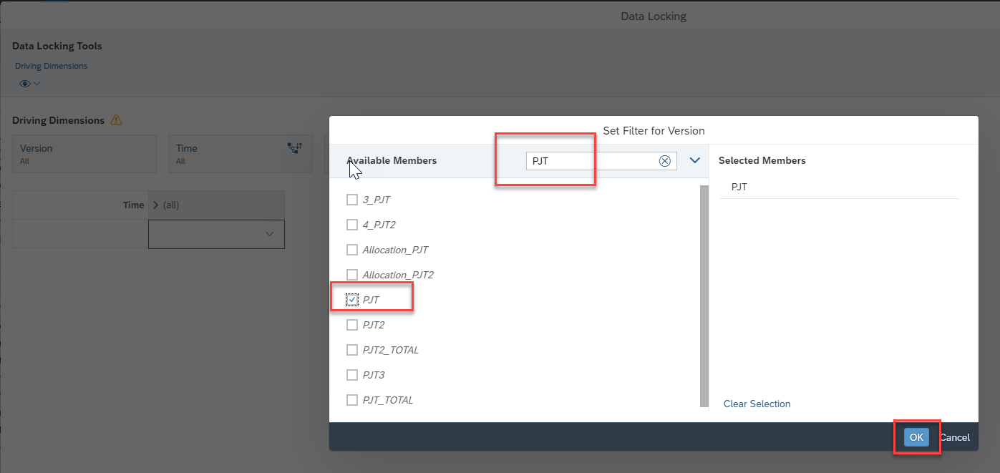 Data Locking
Data Locking Tools
Driving Dimensions
Driving Dimensions
Version
All
Time
All
Time
(all)
Set Filter for Version
Available Members
PJT
3_PJT
4_PJT2
Allocation_PJT
Allocation_PJT2
PJT
PJT2
PJT2_TOTAL
PJT3
PJT_TOTAL
Selected Members
PJT
Clear Selection
OK
Cancel